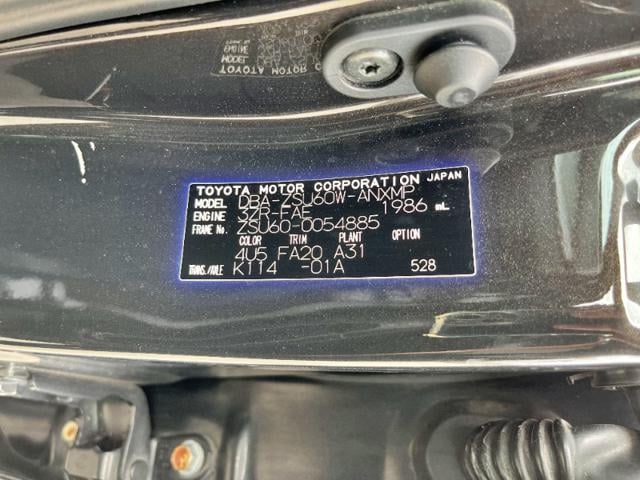 TOYOTA MOTOR CORPORATION JAPAN
MODEL DBA-ZSU60W-ANXMP
ENGINE 3ZR-FAE 1986 mL
FRAME No. ZSU60-0054885
COLOR TRIM PLANT OPTION
4U5 FA20 A31
TRANS./AXLE K114 -01A 528